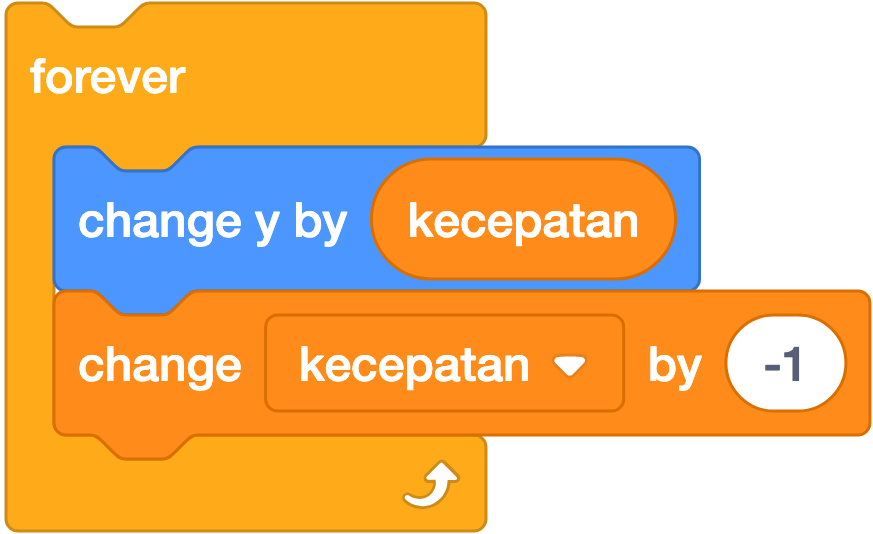 forever
change y by kecepatan
change kecepatan by -1